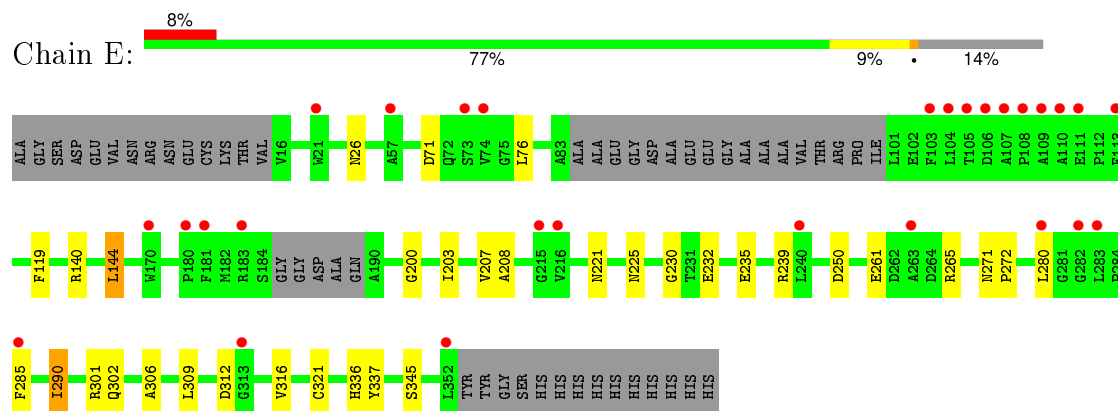 8%
Chain E:
77% 9% • 14%
ALA GLY SER ASP GLU VAL ASN ARG ASN GLU CYS LYS THR VAL V16 W21 N26 A57 D71 Q72 S73 V74 G75 L76 A83 ALA ALA GLU GLY ASP ALA GLU GLU GLY ALA ALA ALA VAL THR ARG PRO ILE L101 E102 F103 L104 T105 D106 A107 P108 A109 A110 E111 P112
F119 R140 L144 W170 P180 F181 M182 R183 S184 GLY GLY ASP ALA GLN A190 G200 I203 V207 A208 G215 V216 N221 N225 G230 T231 E232 E235 R239 L240 D250 E261 D262 A263 D264 R265 N271 P272 L280 G281 G282 L283
F285 I290 R301 Q302 A306 L309 D312 G313 V316 C321 H336 Y337 S345 L352 TYR TYR GLY SER HIS HIS HIS HIS HIS HIS HIS HIS HIS HIS